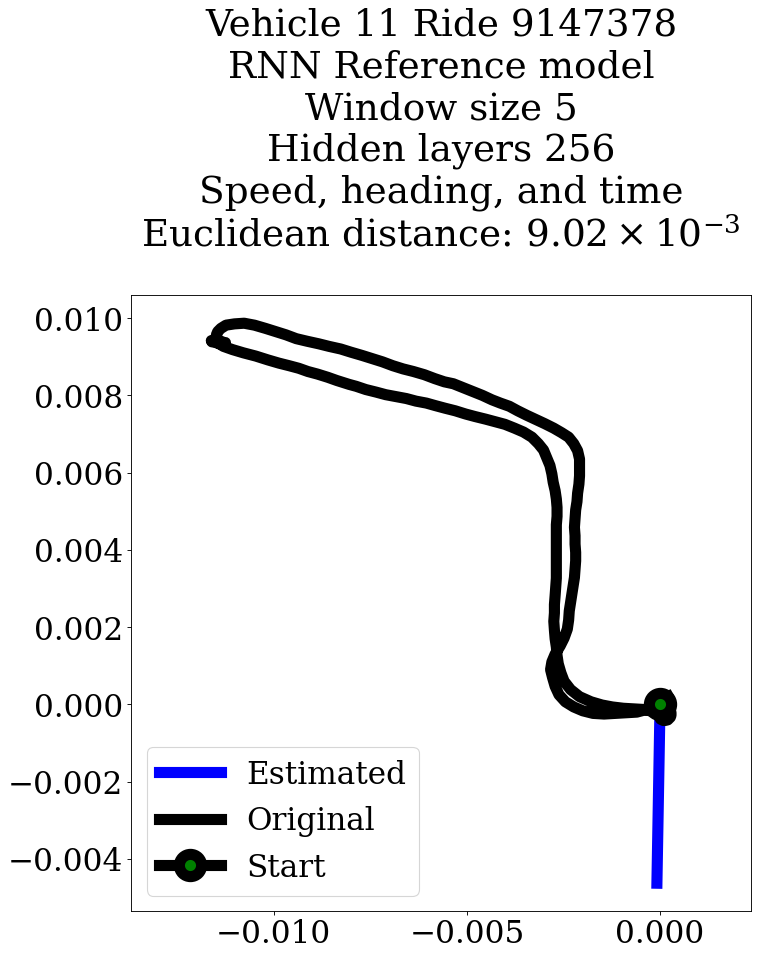 Vehicle 11 Ride 9147378
RNN Reference model
Window size 5
Hidden layers 256
Speed, heading, and time
Euclidean distance: 9.02 × 10⁻³
0.010
0.008
0.006
0.004
0.002
0.000
−0.002
−0.004
Estimated
Original
Start
−0.010
−0.005
0.000